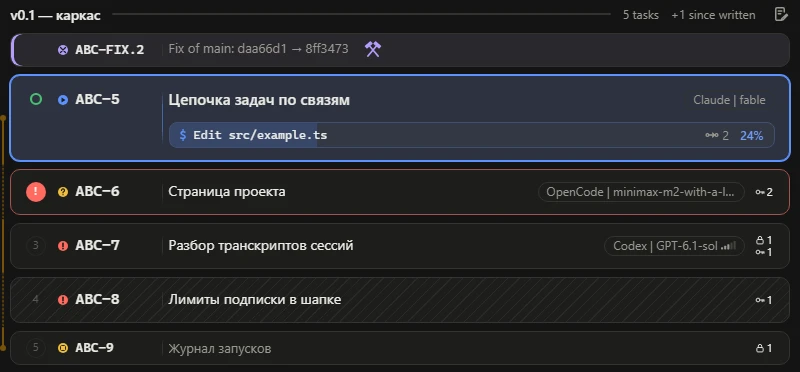 v0.1 — каркас 5 tasks +1 since written
ABC-FIX.2 Fix of main: daa66d1 → 8ff3473
ABC-5 Цепочка задач по связям Claude | fable
$ Edit src/example.ts 2 24%
! ? ABC-6 Страница проекта OpenCode | minimax-m2-with-a-l... 2
3 ! ABC-7 Разбор транскриптов сессий Codex | GPT-6.1-sol 1
1
4 ! ABC-8 Лимиты подписки в шапке 1
5 ABC-9 Журнал запусков 1